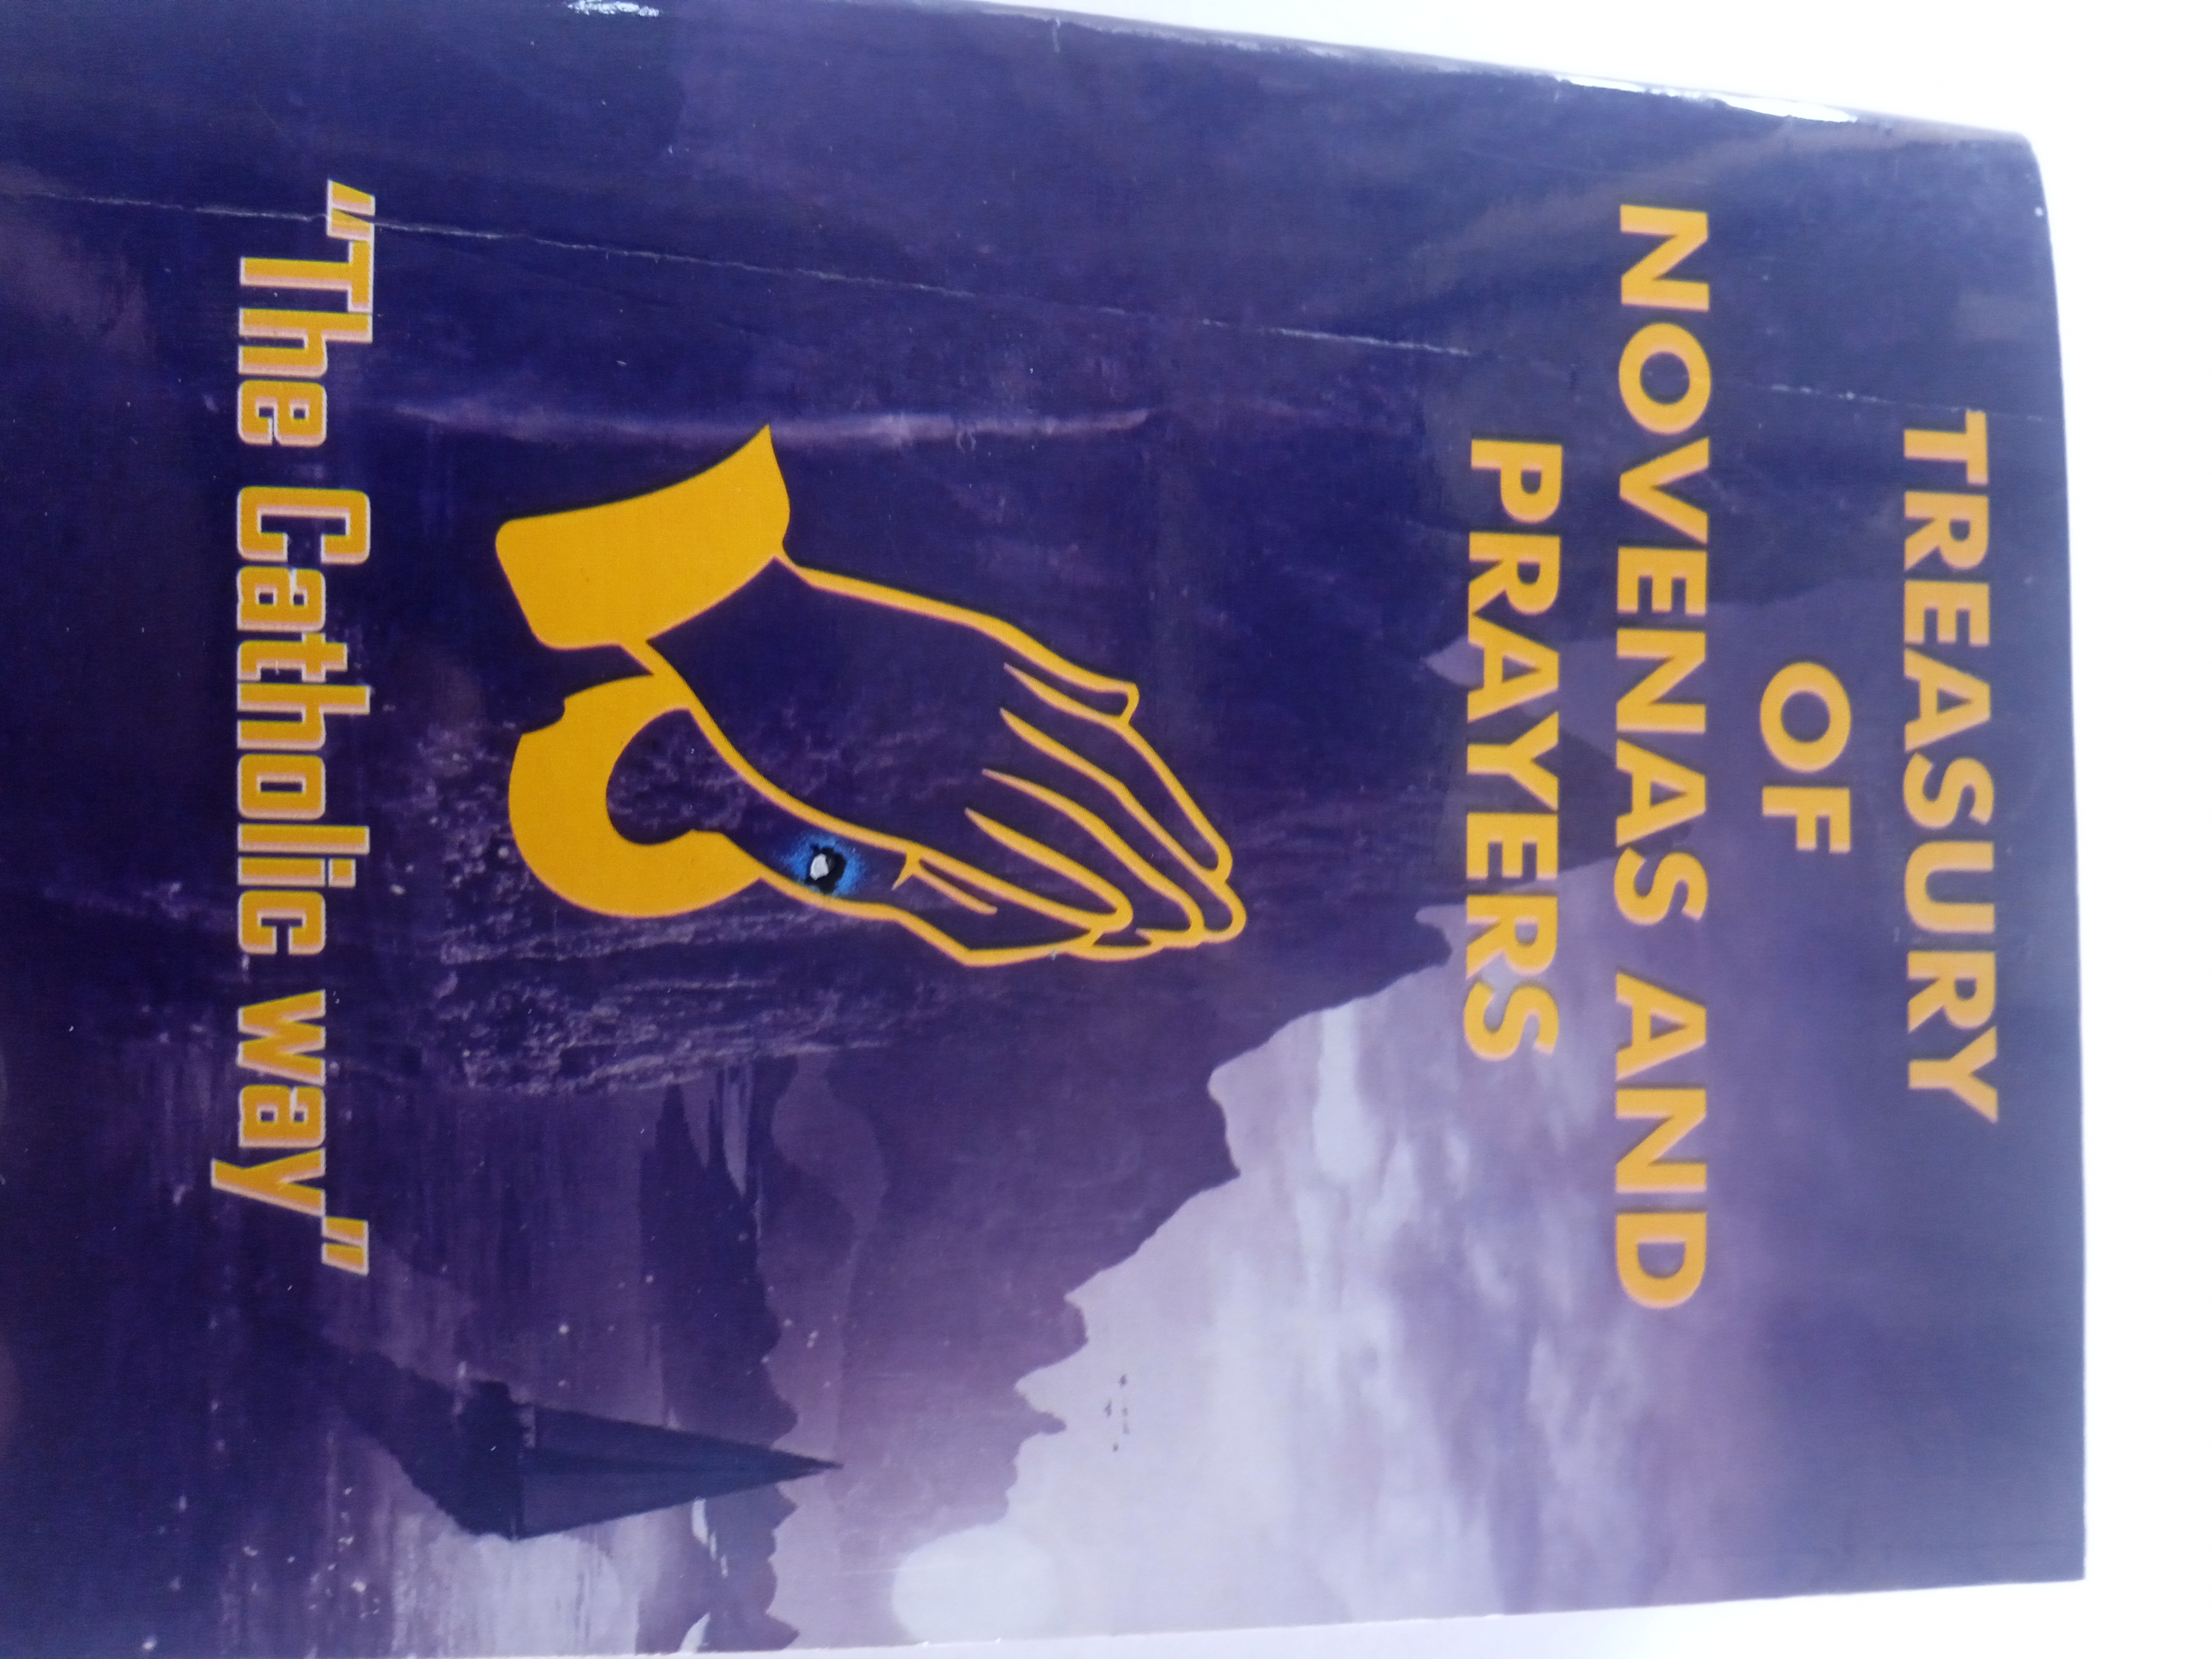 TREASURY
OF
NOVENAS AND
PRAYERS
"The Catholic way"